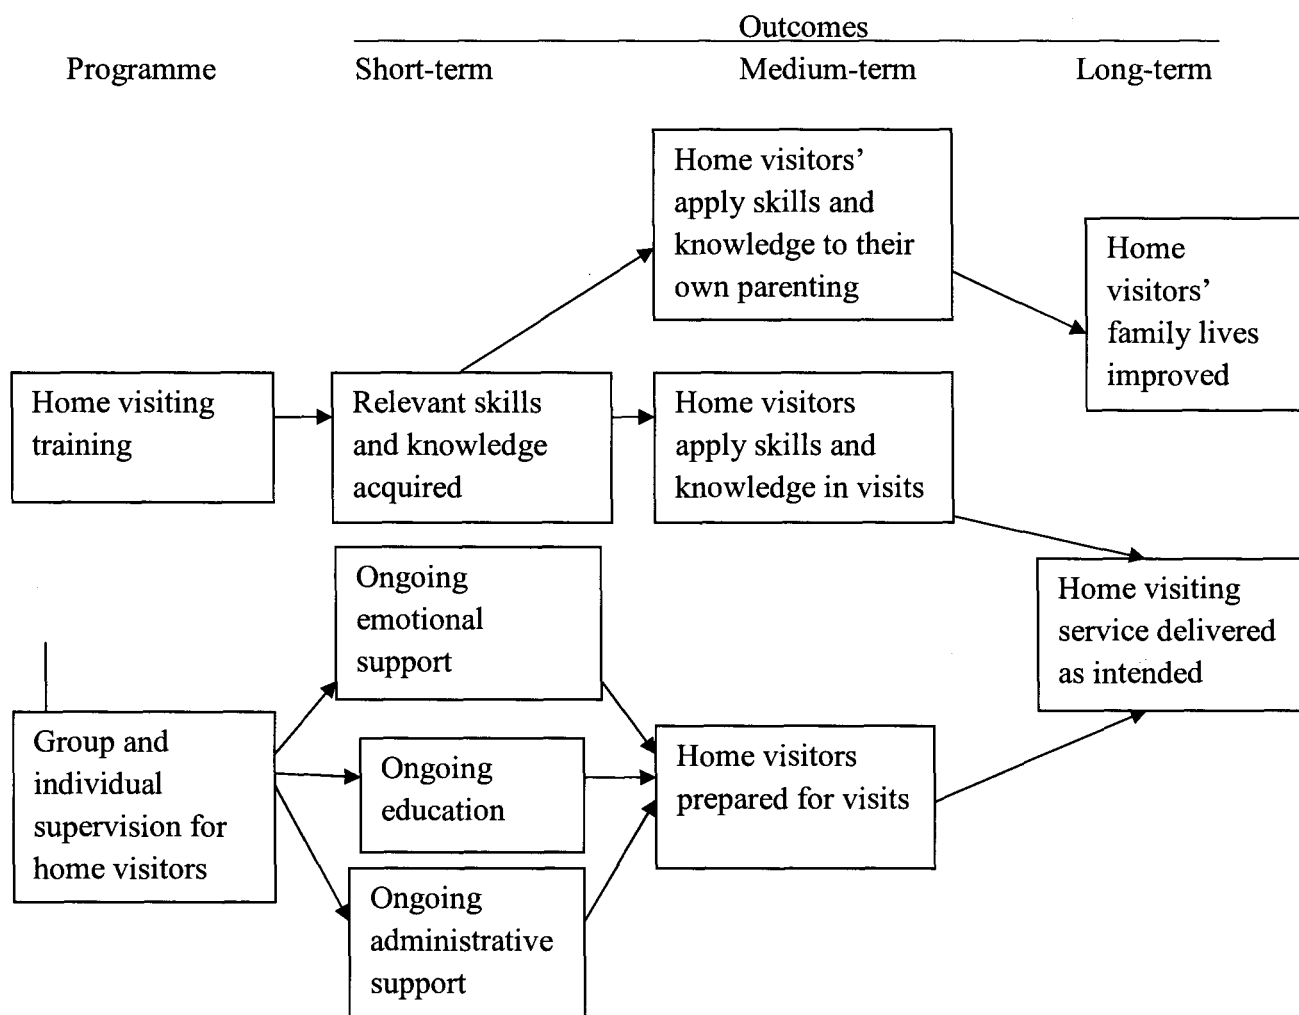 Outcomes
Programme
Short-term
Medium-term
Long-term
Home visitors’
apply skills and
knowledge to their
own parenting
Home
visitors’
family lives
improved
Home visiting
training
Relevant skills
and knowledge
acquired
Home visitors
apply skills and
knowledge in visits
Ongoing
emotional
support
Home visiting
service delivered
as intended
Group and
individual
supervision for
home visitors
Ongoing
education
Home visitors
prepared for visits
Ongoing
administrative
support